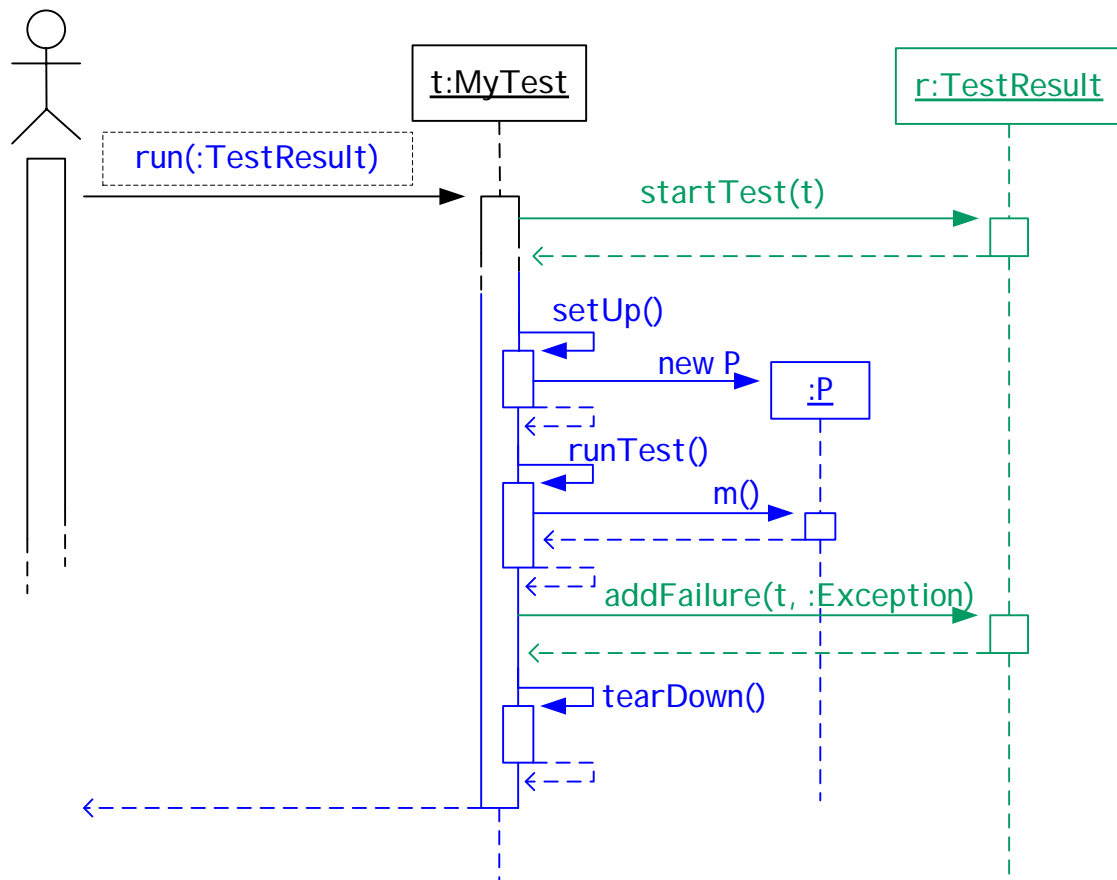 t:MyTest
r:TestResult
run(:TestResult)
startTest(t)
setUp()
new P
:P
runTest()
m()
addFailure(t, :Exception)
tearDown()